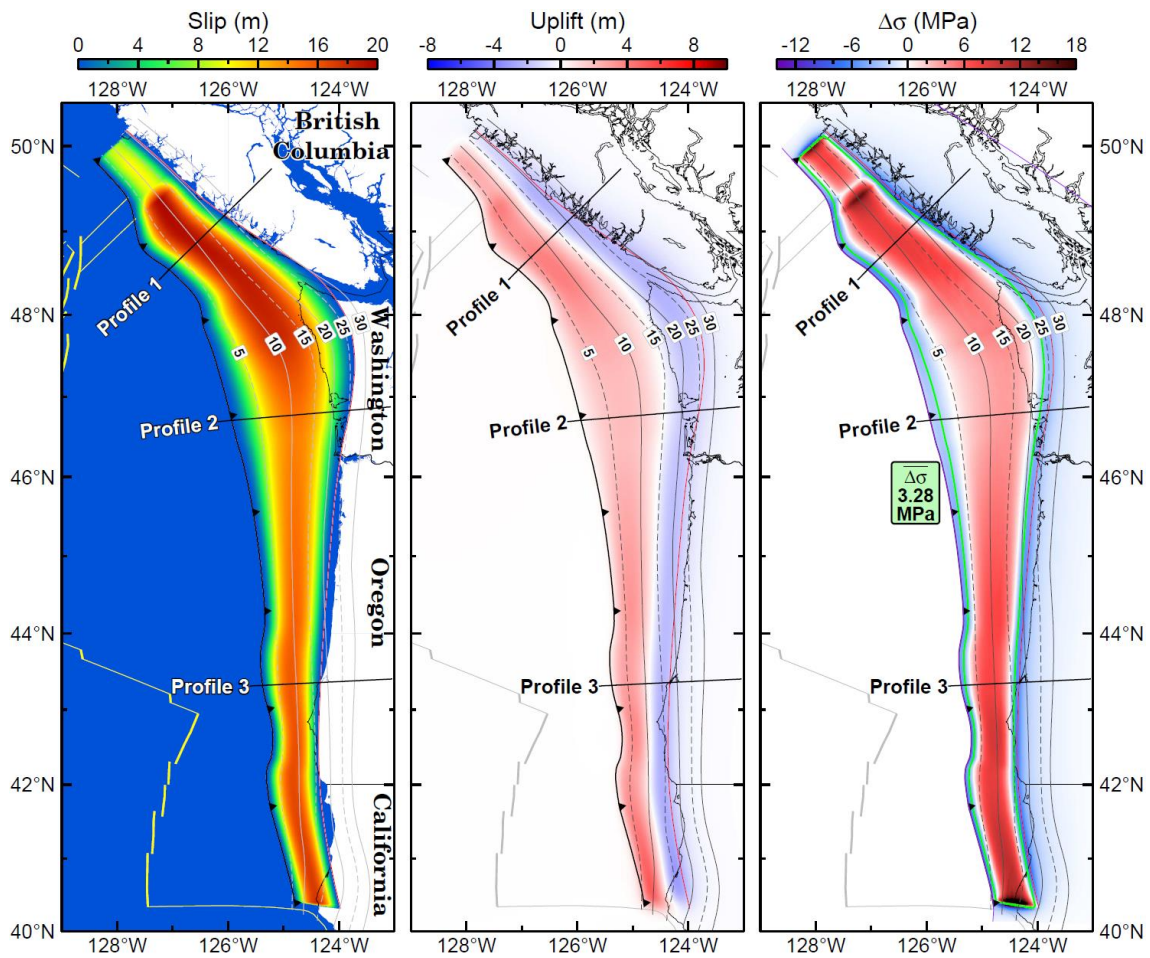 Slip (m)
0 4 8 12 16 20
128°W 126°W 124°W
Uplift (m)
-8 -4 0 4 8
128°W 126°W 124°W
Δσ (MPa)
-12 -6 0 6 12 18
128°W 126°W 124°W
50°N
48°N
46°N
44°N
42°N
40°N
British
Columbia
Washington
Oregon
California
Profile 1
Profile 2
Profile 3
5 10 15 20 25 30
128°W 126°W 124°W
Profile 1
Profile 2
Profile 3
5 10 15 20 25 30
128°W 126°W 124°W
Profile 1
Profile 2
Profile 3
5 10 15 20 25 30
Δσ
3.28
MPa
50°N
48°N
46°N
44°N
42°N
40°N
128°W 126°W 124°W